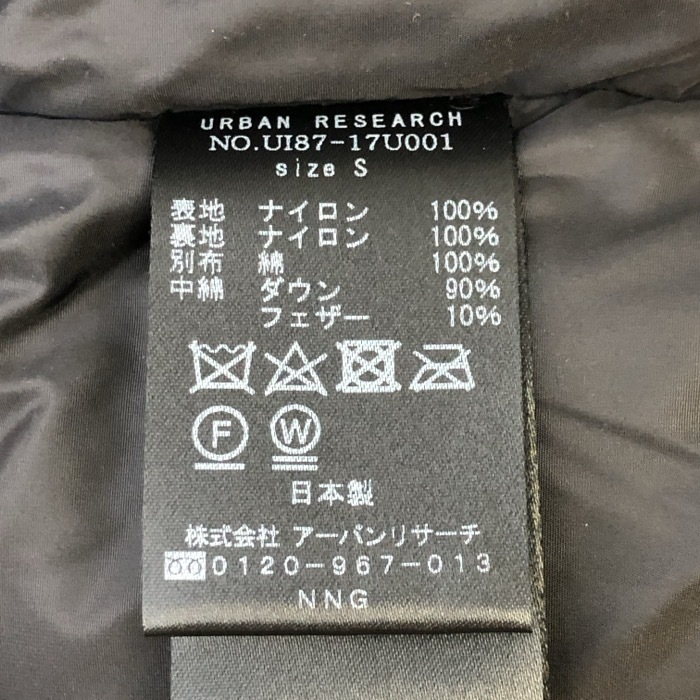 URBAN RESEARCH
NO.UI87-17U001
size S
表地 ナイロン 100%
裏地 ナイロン 100%
別布 綿 100%
中綿 ダウン 90%
フェザー 10%
F W
日本製
株式会社 アーバンリサーチ
0120-967-013
NNG